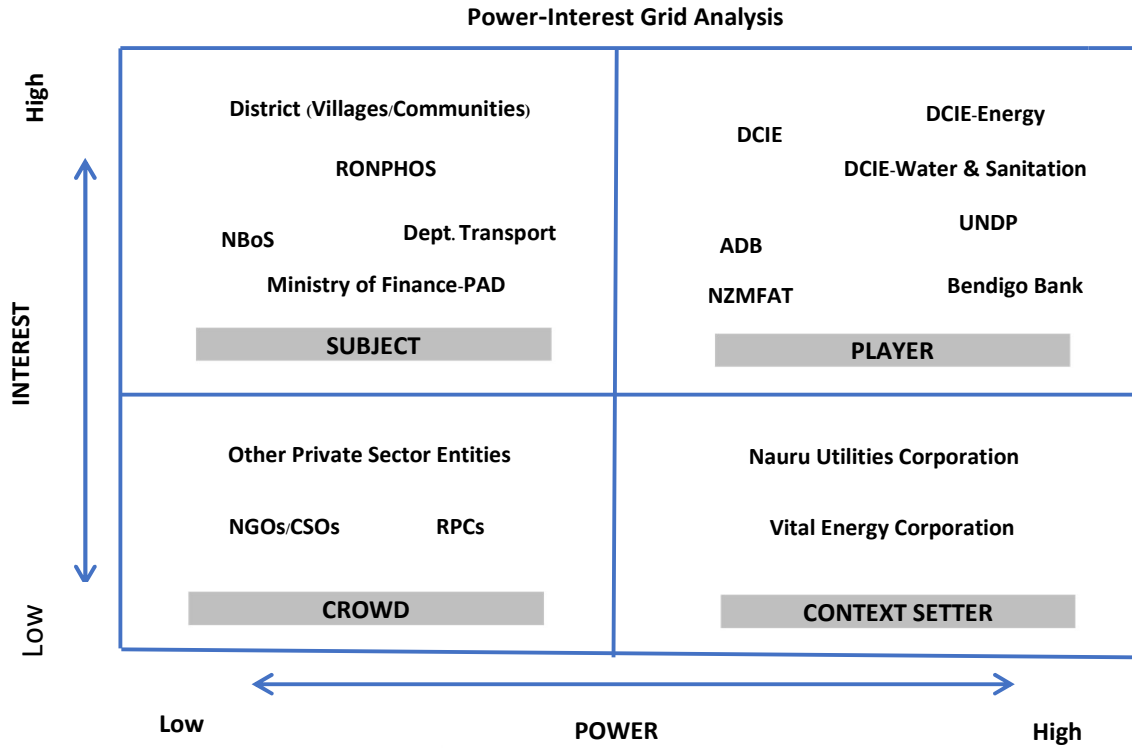 Power-Interest Grid Analysis
High
District (Villages/Communities)
RONPHOS
NBoS
Dept. Transport
Ministry of Finance-PAD
SUBJECT
DCIE
DCIE-Energy
DCIE-Water & Sanitation
UNDP
ADB
NZMFAT
Bendigo Bank
PLAYER
INTEREST
Other Private Sector Entities
NGOs/CSOs
RPCs
CROWD
Nauru Utilities Corporation
Vital Energy Corporation
CONTEXT SETTER
Low
Low
POWER
High